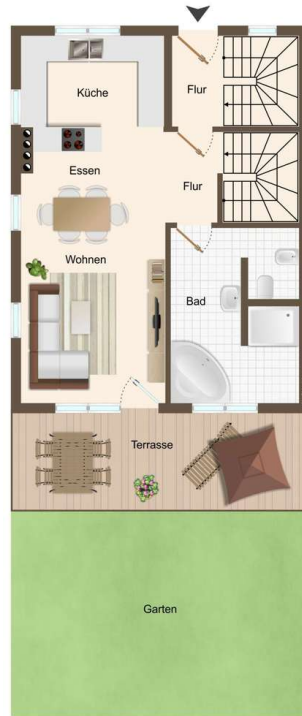 Küche
Flur
Essen
Flur
Wohnen
Bad
Terrasse
Garten